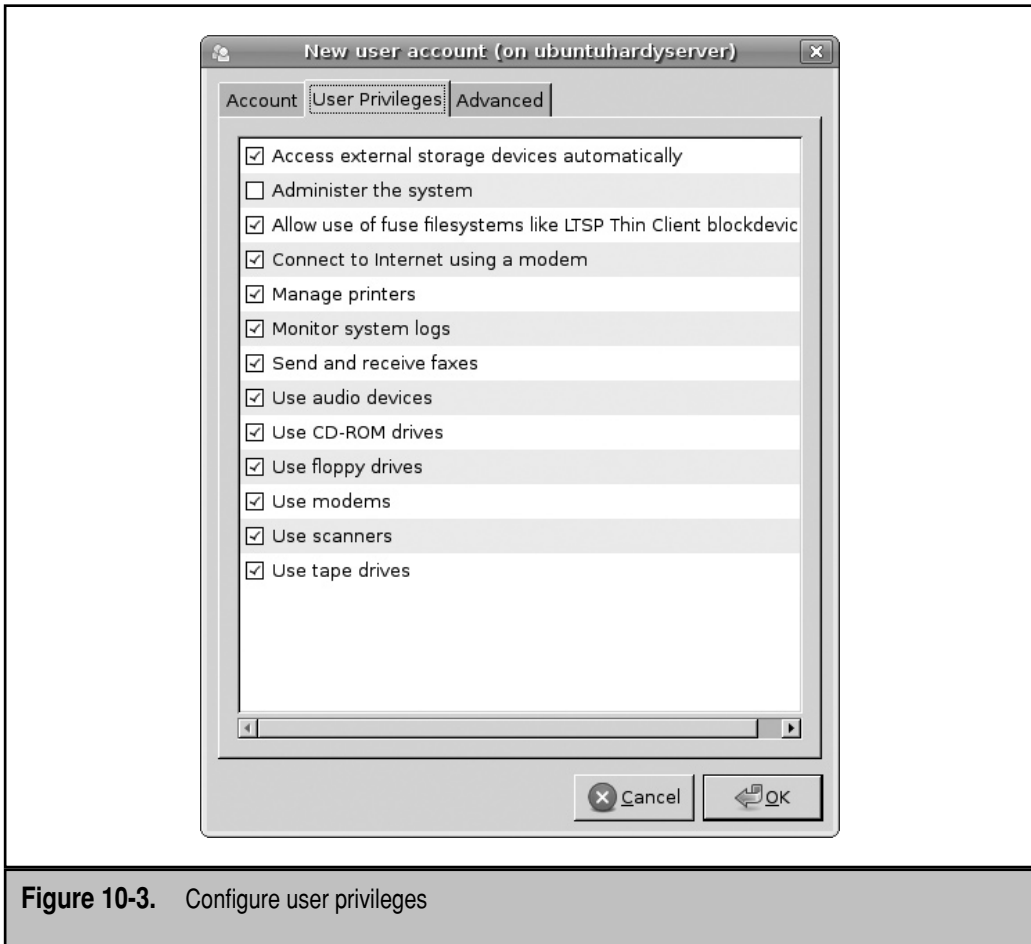 New user account (on ubuntuhardyserver)
Account User Privileges Advanced
Access external storage devices automatically
Administer the system
Allow use of fuse filesystems like LTSP Thin Client blockdevic
Connect to Internet using a modem
Manage printers
Monitor system logs
Send and receive faxes
Use audio devices
Use CD-ROM drives
Use floppy drives
Use modems
Use scanners
Use tape drives
Cancel OK
Figure 10-3. Configure user privileges